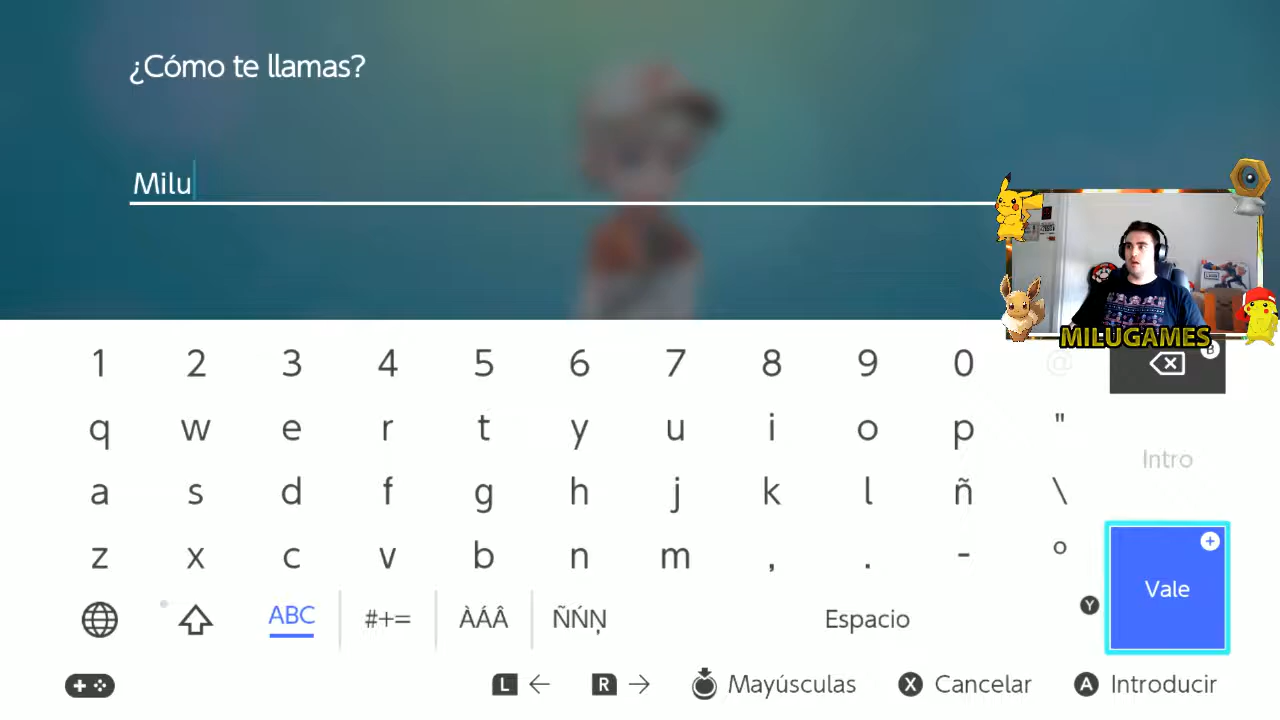 ¿Cómo te llamas?
Milu
MILUGAMES
1 2 3 4 5 6 7 8 9 0 @ B
q w e r t y u i o p "
Intro
a s d f g h j k l ñ \
z x c v b n m , . - º
+
Vale
ABC #+= ÀÁÂ ÑŃŅ Espacio Y
L ← R → Mayúsculas X Cancelar A Introducir